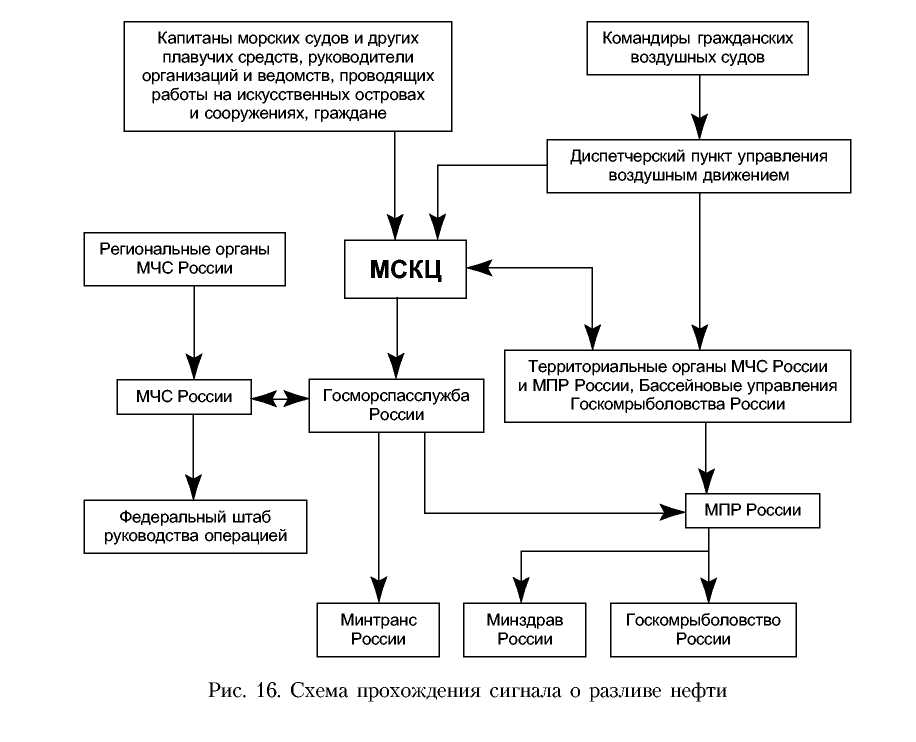 Капитаны морских судов и других
плавучих средств, руководители
организаций и ведомств, проводящих
работы на искусственных островах
и сооружениях, граждане
Командиры гражданских
воздушных судов
Диспетчерский пункт управления
воздушным движением
Региональные органы
МЧС России
МСКЦ
Территориальные органы МЧС России
и МПР России, Бассейновые управления
Госкомрыболовства России
МЧС России
Госморспасслужба
России
Федеральный штаб
руководства операцией
МПР России
Минтранс
России
Минздрав
России
Госкомрыболовство
России
Рис. 16. Схема прохождения сигнала о разливе нефти